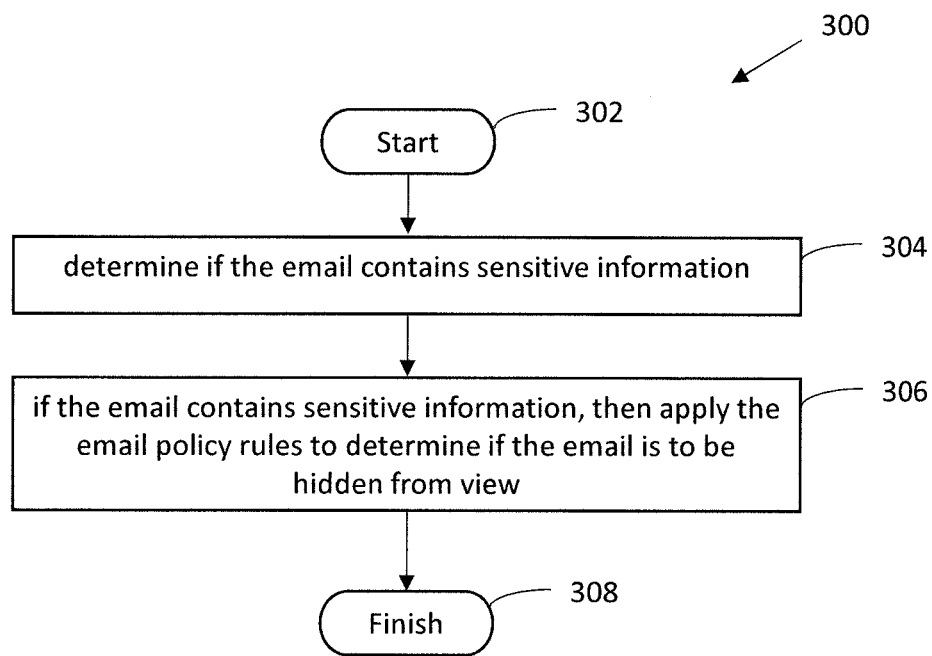 300
302
Start
304
determine if the email contains sensitive information
306
if the email contains sensitive information, then apply the
email policy rules to determine if the email is to be
hidden from view
308
Finish